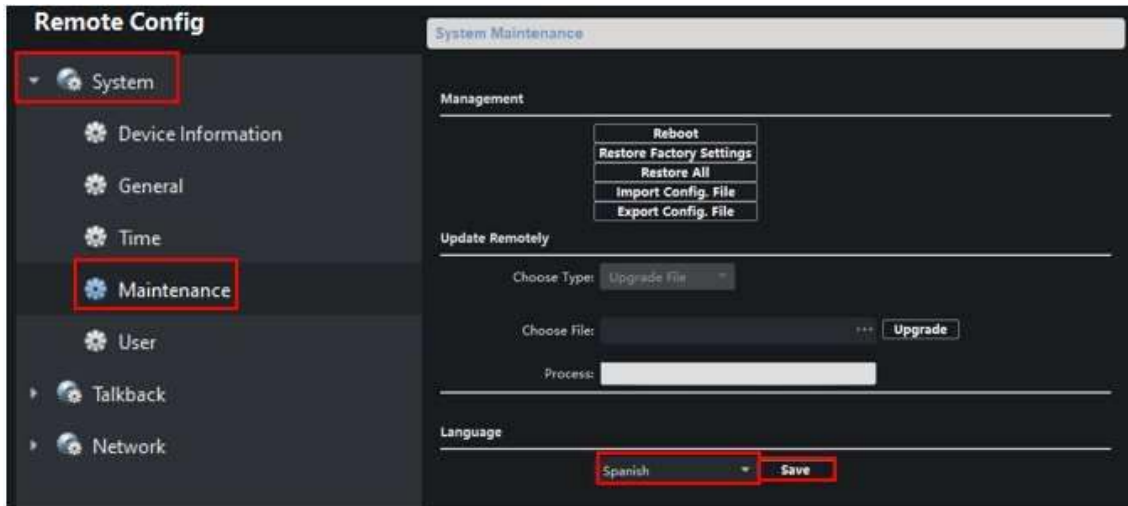 Remote Config
System
Device Information
General
Time
Maintenance
User
Talkback
Network
System Maintenance
Management
Reboot
Restore Factory Settings
Restore All
Import Config. File
Export Config. File
Update Remotely
Choose Type: Upgrade File
Choose File: ... Upgrade
Process:
Language
Spanish Save